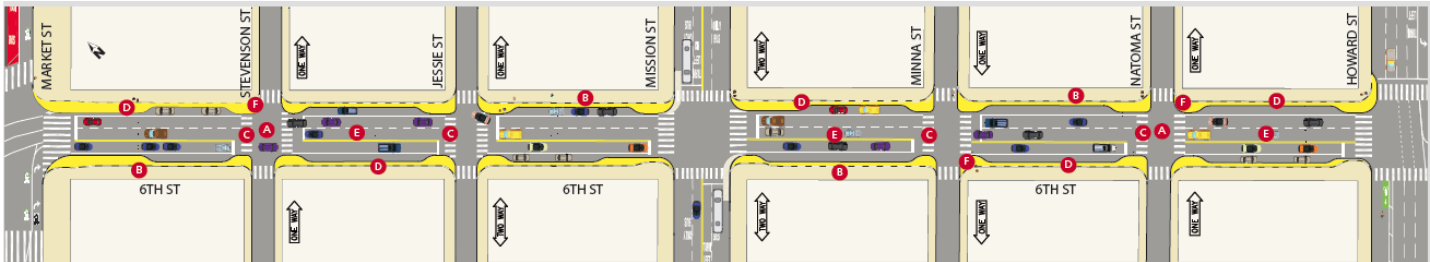 MARKET ST
STEVENSON ST
JESSIE ST
MISSION ST
MINNA ST
NATOMA ST
HOWARD ST
N
ONE WAY
ONE WAY
TWO WAY
ONE WAY
ONE WAY
D
F
B
D
B
F
D
C
A
E
C
E
C
C
A
E
B
D
B
F
D
6TH ST
6TH ST
6TH ST
ONE WAY
TWO WAY
TWO WAY
ONE WAY
ONE WAY